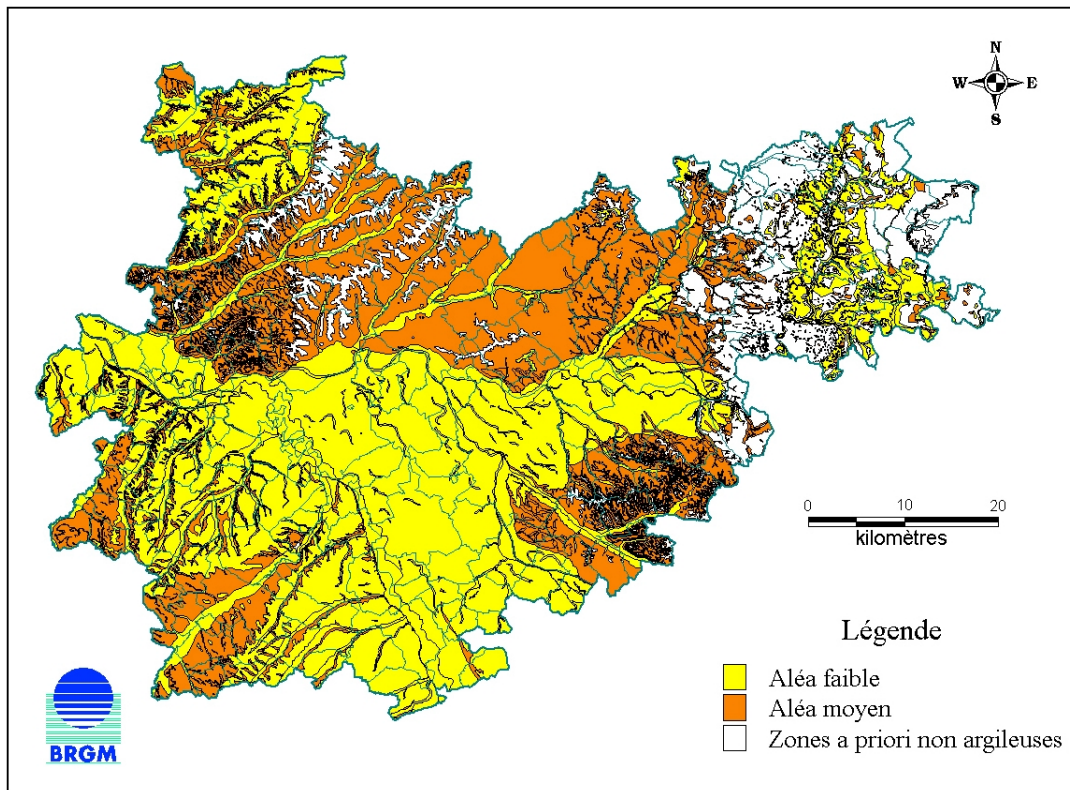 N
W E
S
0 10 20
kilomètres
Légende
Aléa faible
Aléa moyen
Zones a priori non argileuses
BRGM